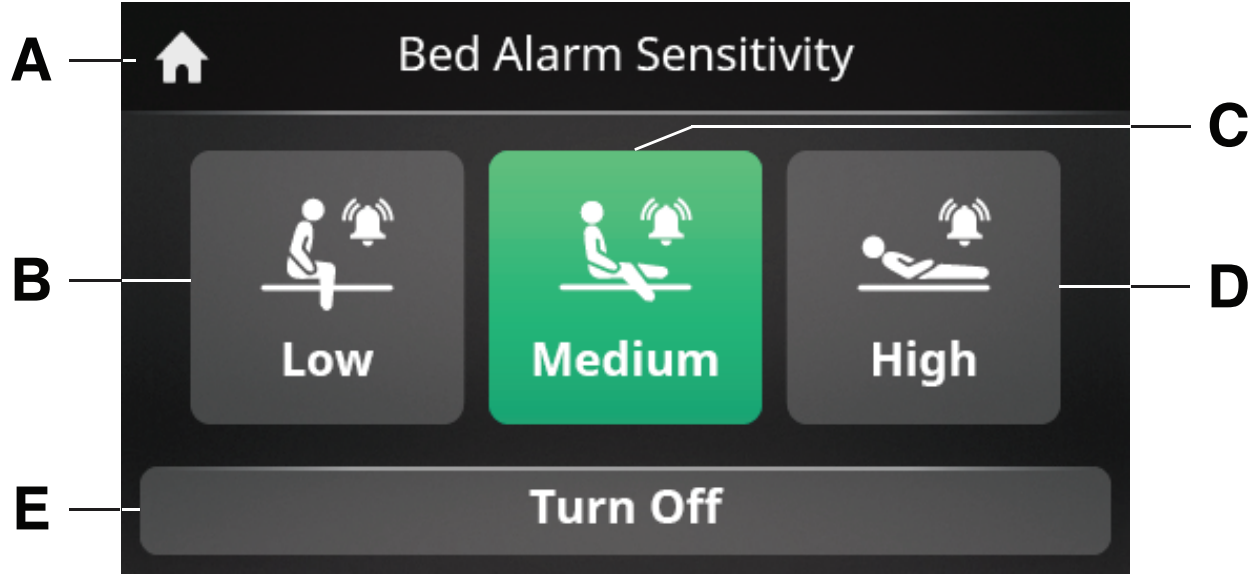 A
Bed Alarm Sensitivity
C
B
Low
Medium
High
D
E
Turn Off